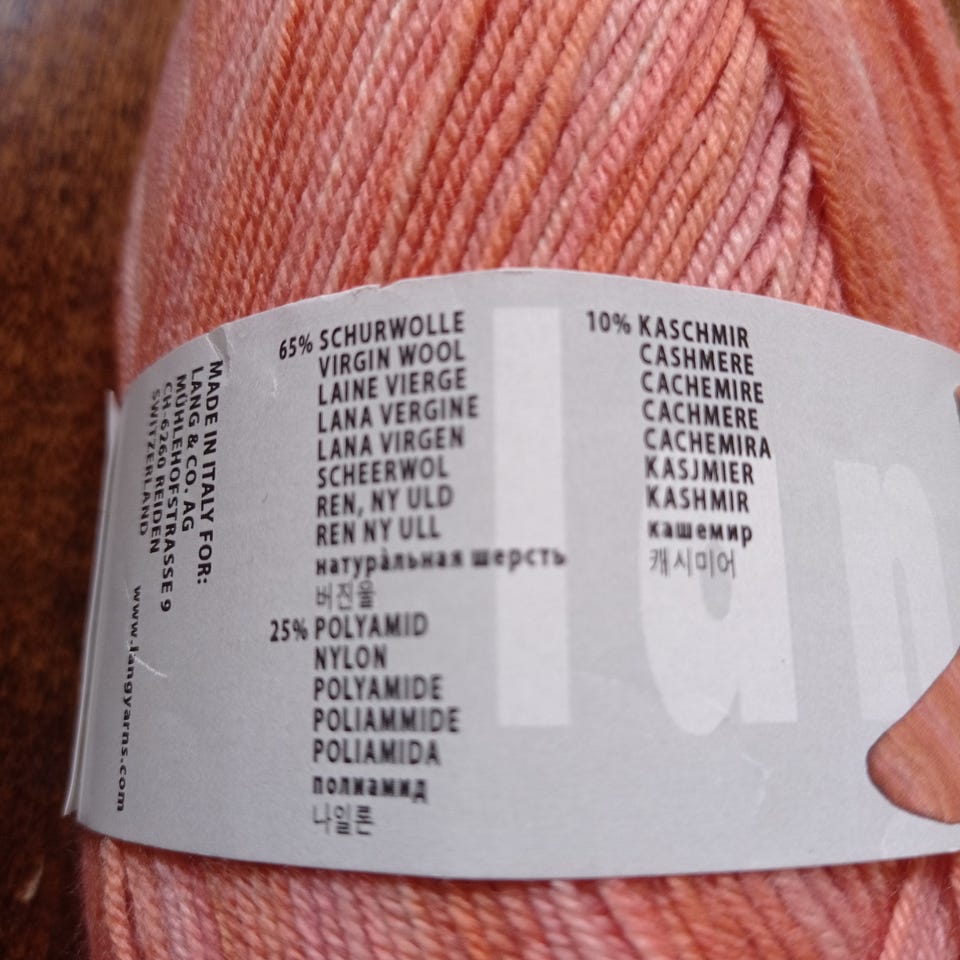 MADE IN ITALY FOR:
LANG & CO. AG
MÜHLEHOFSTRASSE 9
CH-6260 REIDEN
SWITZERLAND
www.langyarns.com
65% SCHURWOLLE
VIRGIN WOOL
LAINE VIERGE
LANA VERGINE
LANA VIRGEN
SCHEERWOL
REN, NY ULD
REN NY ULL
натура̀льная шерсть
버진울
25% POLYAMID
NYLON
POLYAMIDE
POLIAMMIDE
POLIAMIDA
полиамид
나일론
10% KASCHMIR
CASHMERE
CACHEMIRE
CACHMERE
CACHEMIRA
KASJMIER
KASHMIR
кашемир
캐시미어
lan